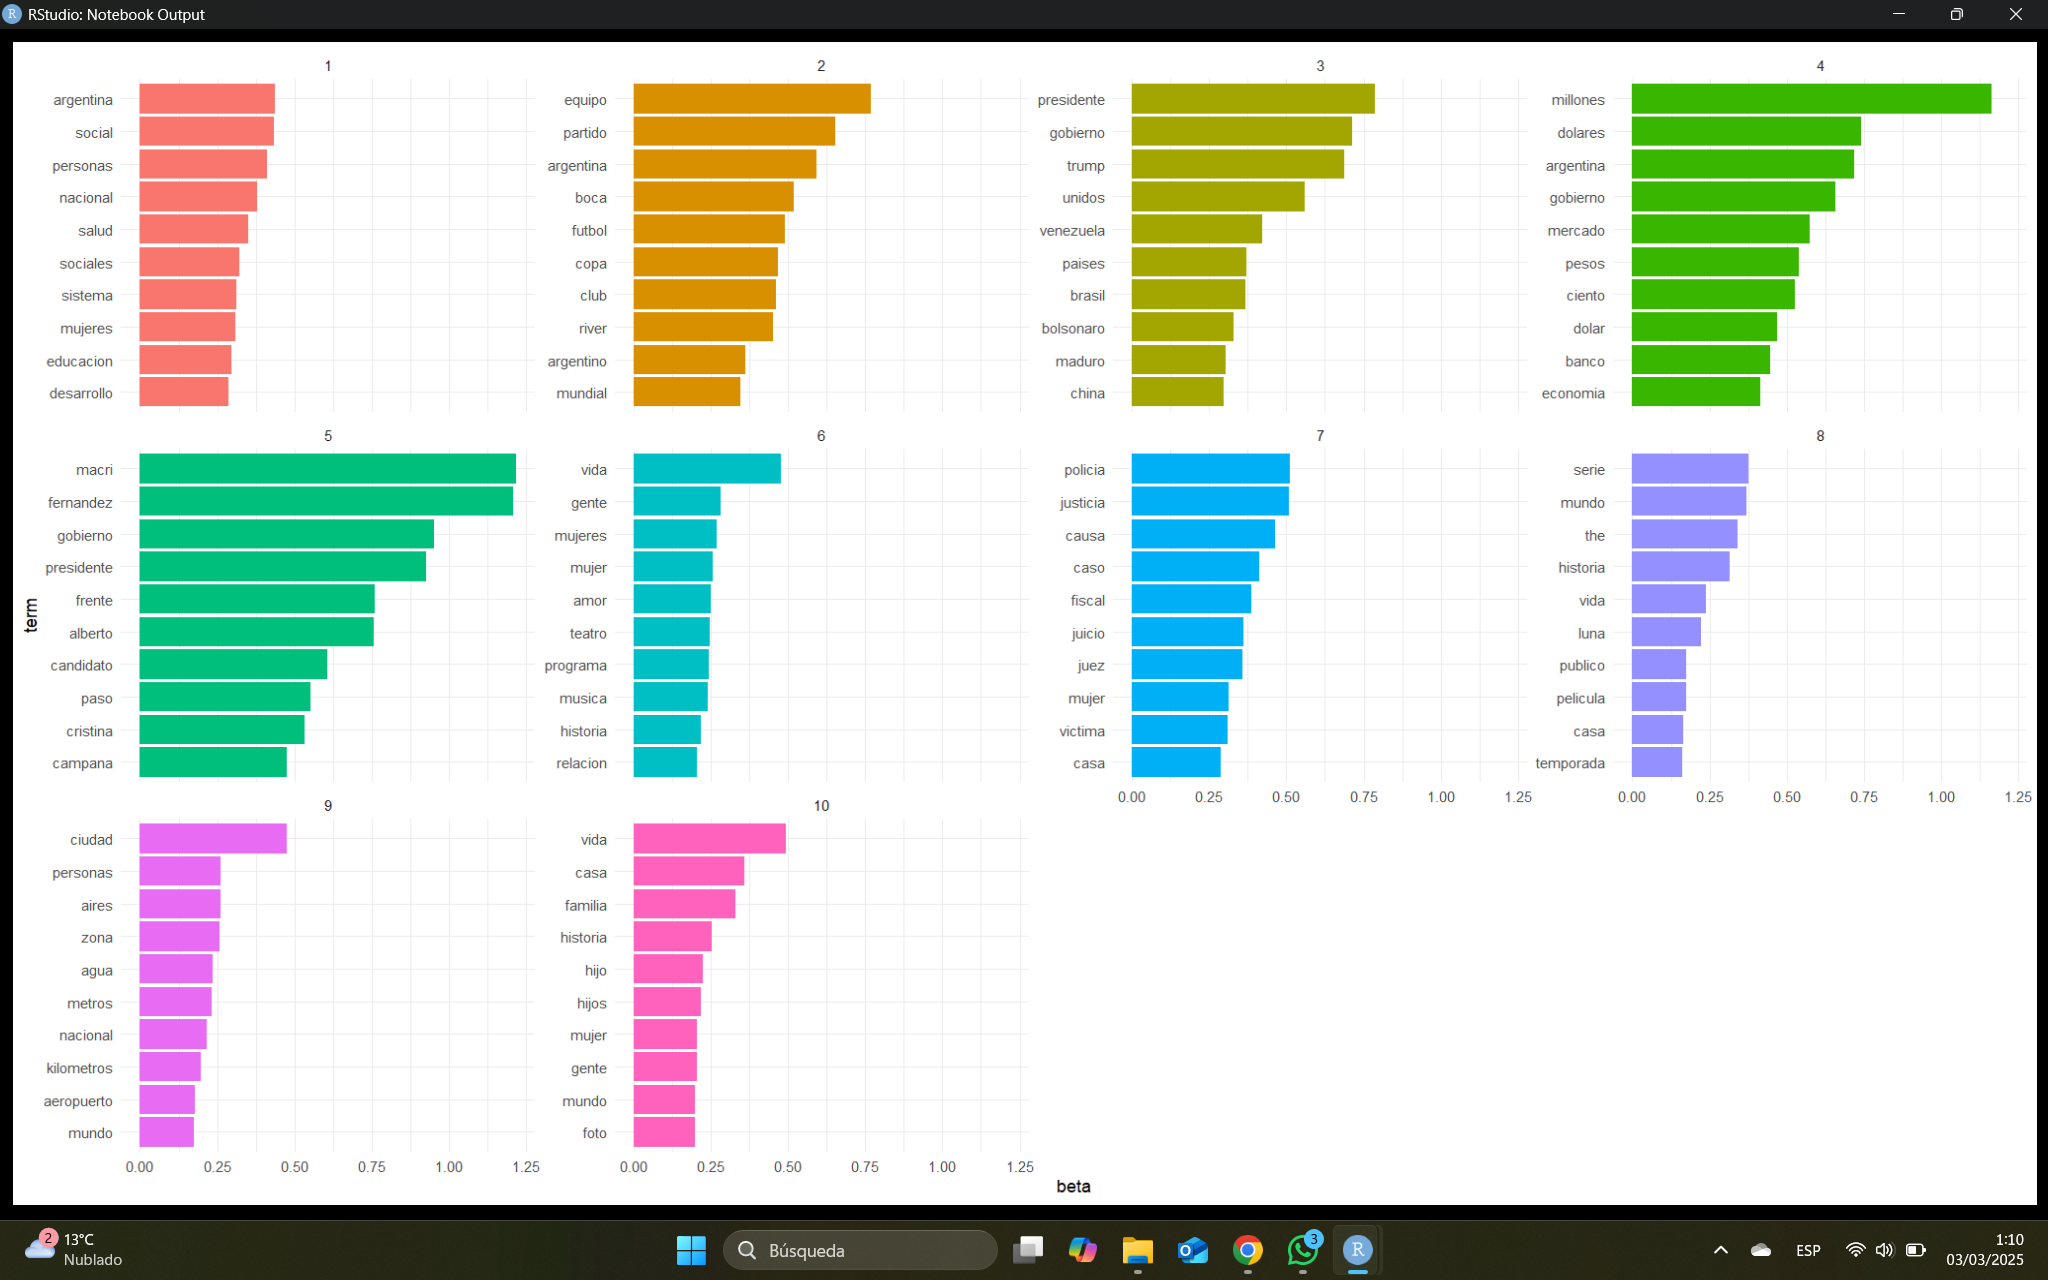 RStudio: Notebook Output
1
argentina
social
personas
nacional
salud
sociales
sistema
mujeres
educacion
desarrollo
2
equipo
partido
argentina
boca
futbol
copa
club
river
argentino
mundial
3
presidente
gobierno
trump
unidos
venezuela
paises
brasil
bolsonaro
maduro
china
4
millones
dolares
argentina
gobierno
mercado
pesos
ciento
dolar
banco
economia
term
5
macri
fernandez
gobierno
presidente
frente
alberto
candidato
paso
cristina
campana
6
vida
gente
mujeres
mujer
amor
teatro
programa
musica
historia
relacion
7
policia
justicia
causa
caso
fiscal
juicio
juez
mujer
victima
casa
0.00 0.25 0.50 0.75 1.00 1.25
8
serie
mundo
the
historia
vida
luna
publico
pelicula
casa
temporada
0.00 0.25 0.50 0.75 1.00 1.25
9
ciudad
personas
aires
zona
agua
metros
nacional
kilometros
aeropuerto
mundo
0.00 0.25 0.50 0.75 1.00 1.25
10
vida
casa
familia
historia
hijo
hijos
mujer
gente
mundo
foto
0.00 0.25 0.50 0.75 1.00 1.25
beta
2
13°C
Nublado
Búsqueda
3
R
ESP
1:10
03/03/2025